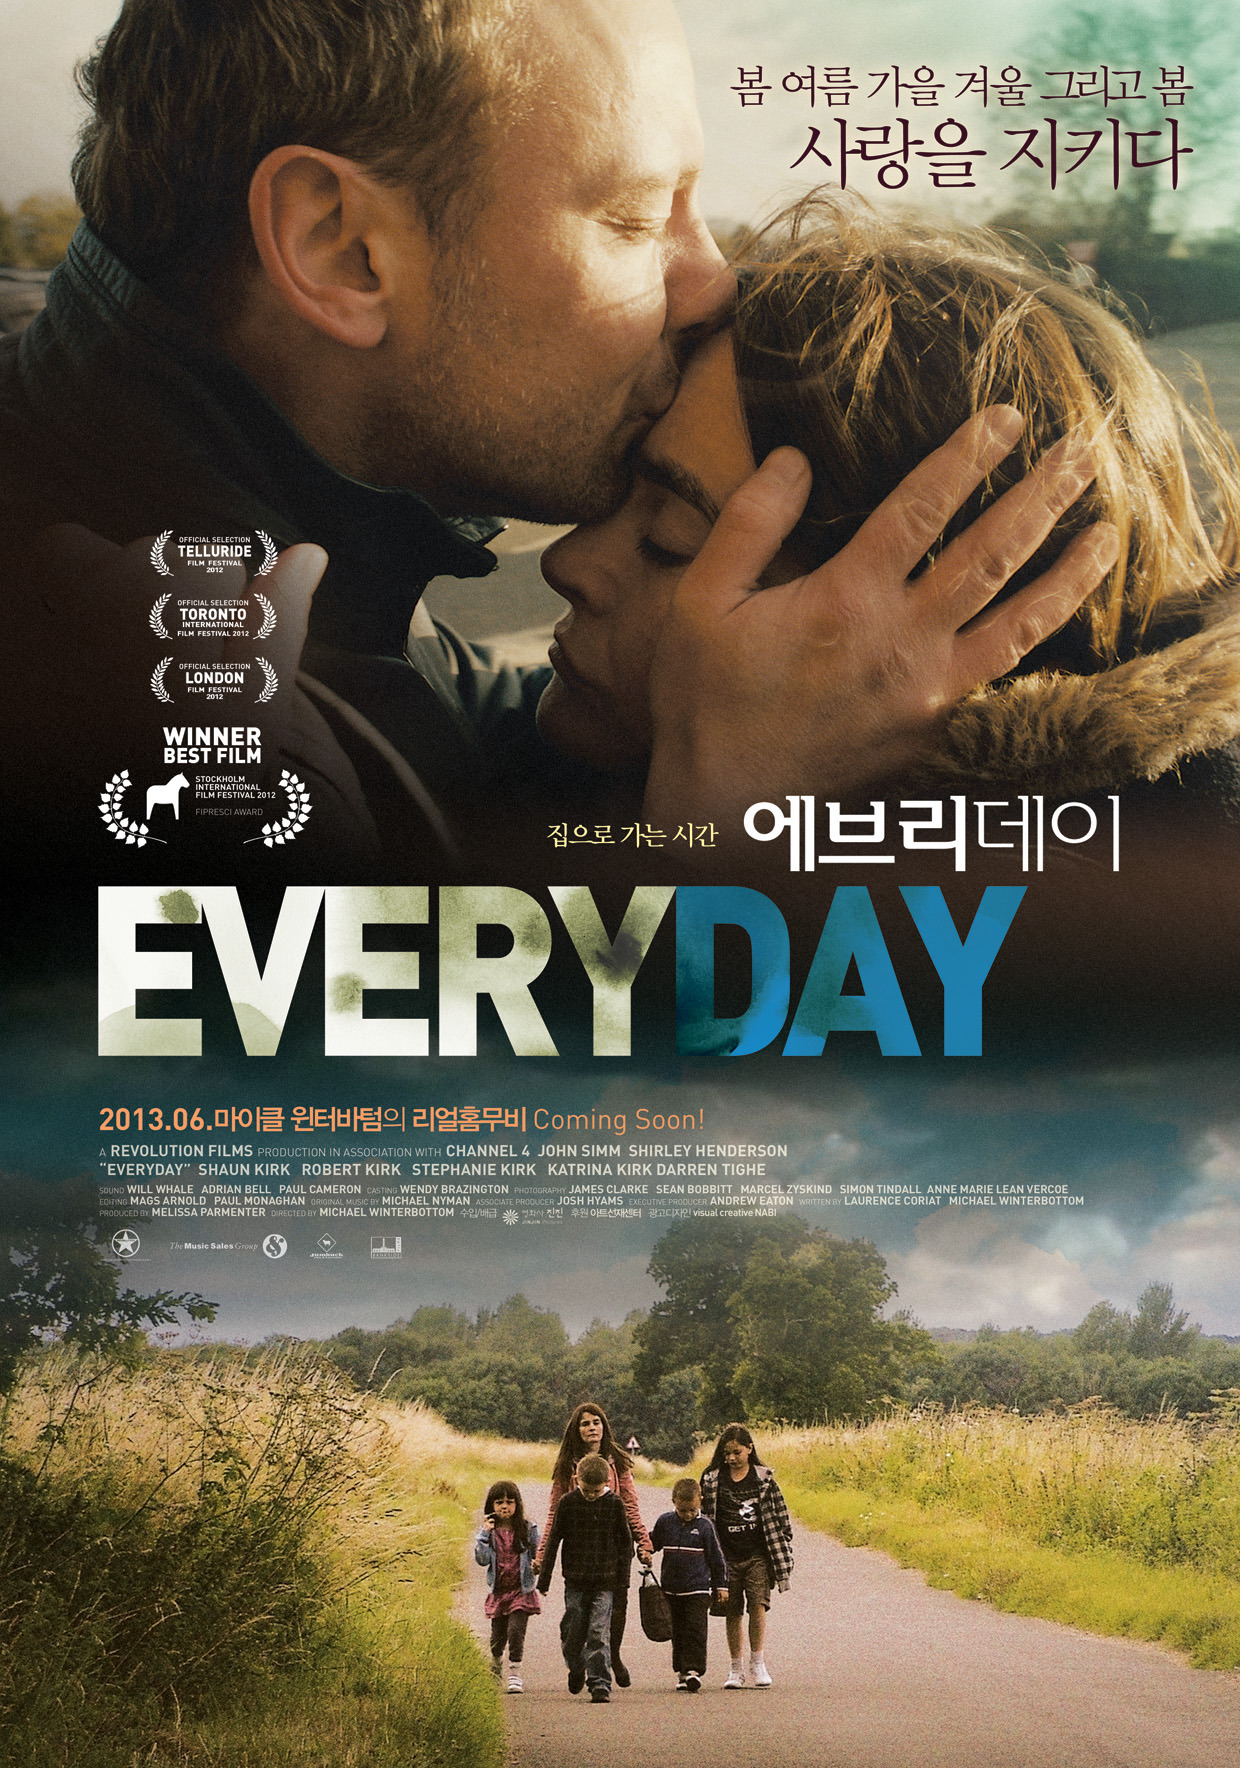 봄 여름 가을 겨울 그리고 봄
사랑을 지키다
OFFICIAL SELECTION
TELLURIDE
FILM FESTIVAL
2012
OFFICIAL SELECTION
TORONTO
INTERNATIONAL
FILM FESTIVAL 2012
OFFICIAL SELECTION
LONDON
FILM FESTIVAL
2012
WINNER
BEST FILM
STOCKHOLM
INTERNATIONAL
FILM FESTIVAL 2012
FIPRESCI AWARD
집으로 가는 시간 에브리데이
EVERYDAY
2013.06.마이클 윈터바텀의 리얼홈무비 Coming Soon!
A REVOLUTION FILMS PRODUCTION IN ASSOCIATION WITH CHANNEL 4 JOHN SIMM SHIRLEY HENDERSON
“EVERYDAY” SHAUN KIRK ROBERT KIRK STEPHANIE KIRK KATRINA KIRK DARREN TIGHE
SOUND WILL WHALE ADRIAN BELL PAUL CAMERON CASTING WENDY BRAZINGTON PHOTOGRAPHY JAMES CLARKE SEAN BOBBITT MARCEL ZYSKIND SIMON TINDALL ANNE MARIE LEAN VERCOE
EDITING MAGS ARNOLD PAUL MONAGHAN ORIGINAL MUSIC BY MICHAEL NYMAN ASSOCIATE PRODUCER JOSH HYAMS EXECUTIVE PRODUCER ANDREW EATON WRITTEN BY LAURENCE CORIAT MICHAEL WINTERBOTTOM
PRODUCED BY MELISSA PARMENTER DIRECTED BY MICHAEL WINTERBOTTOM 수입/배급 영화사 진진 후원 아트선재센터 광고디자인 visual creative NABI
The Music Sales Group
GET